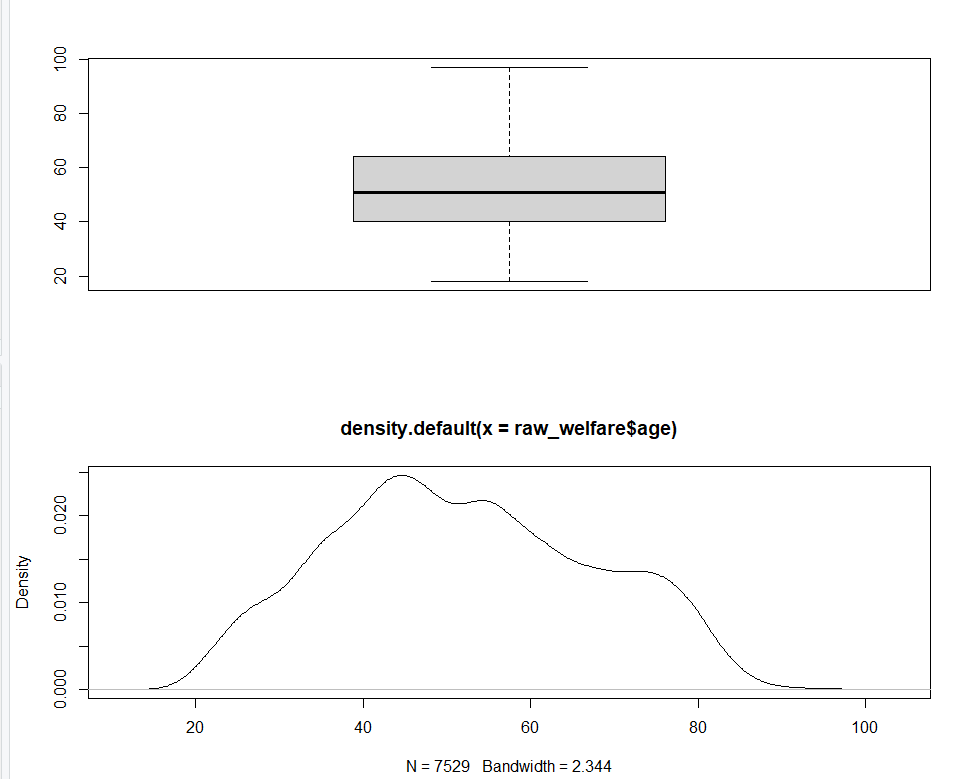 100
80
60
40
20
density.default(x = raw_welfare$age)
Density
0.020
0.010
0.000
20 40 60 80 100
N = 7529 Bandwidth = 2.344